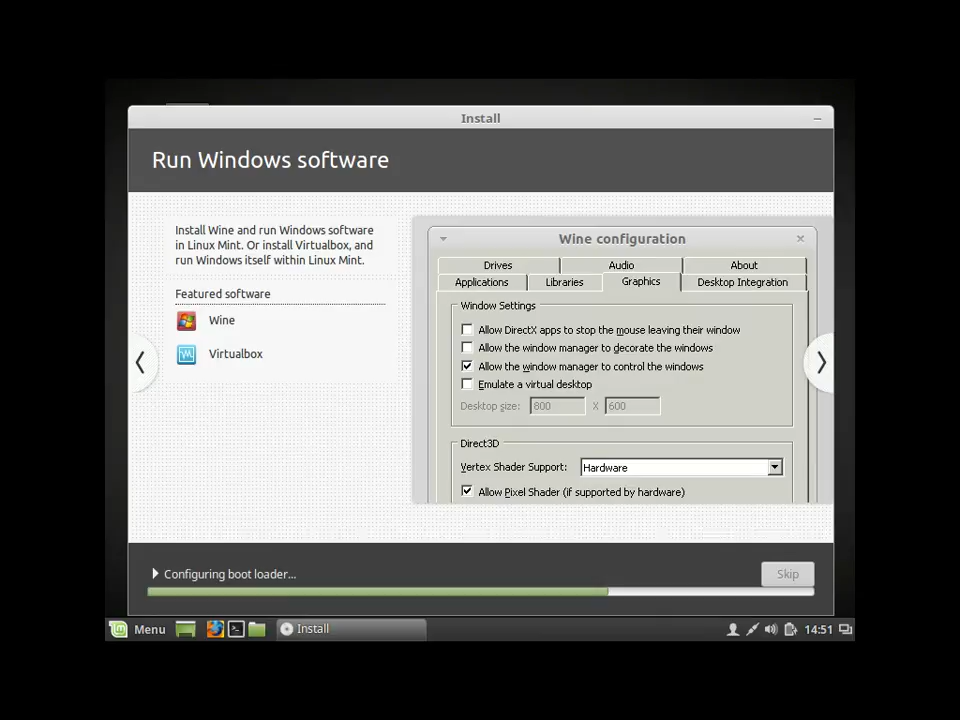 Install
Run Windows software
Install Wine and run Windows software
in Linux Mint. Or install Virtualbox, and
run Windows itself within Linux Mint.
Featured software
Wine
Virtualbox
Wine configuration
Drives Audio About
Applications Libraries Graphics Desktop Integration
Window Settings
Allow DirectX apps to stop the mouse leaving their window
Allow the window manager to decorate the windows
Allow the window manager to control the windows
Emulate a virtual desktop
Desktop size: 800 X 600
Direct3D
Vertex Shader Support: Hardware
Allow Pixel Shader (if supported by hardware)
Configuring boot loader...
Skip
Menu Install 14:51